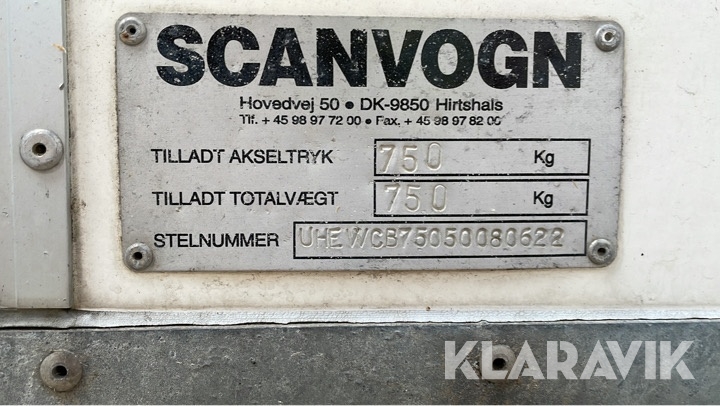 SCANVOGN
Hovedvej 50 • DK-9850 Hirtshals
Tlf. + 45 98 97 72 00 • Fax. + 45 98 97 82 00
TILLADT AKSELTRYK 750 Kg
TILLADT TOTALVÆGT 750 Kg
STELNUMMER UHEWCB75050080622
KLARAVIK